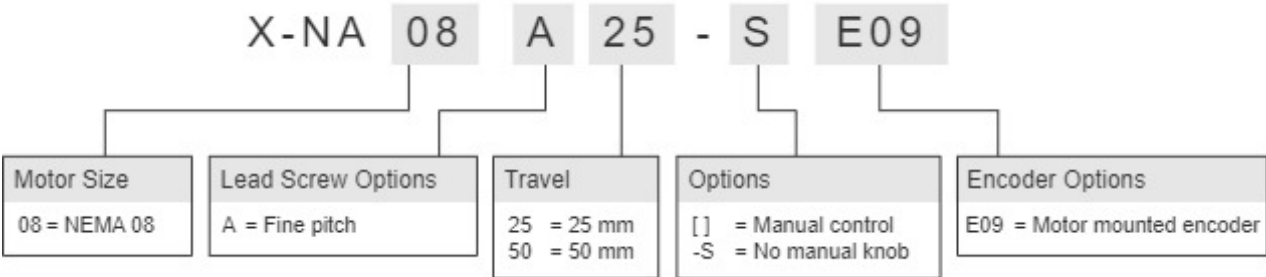 X-NA 08 A 25 - S E09
Motor Size
08 = NEMA 08
Lead Screw Options
A = Fine pitch
Travel
25 = 25 mm
50 = 50 mm
Options
[ ] = Manual control
-S = No manual knob
Encoder Options
E09 = Motor mounted encoder